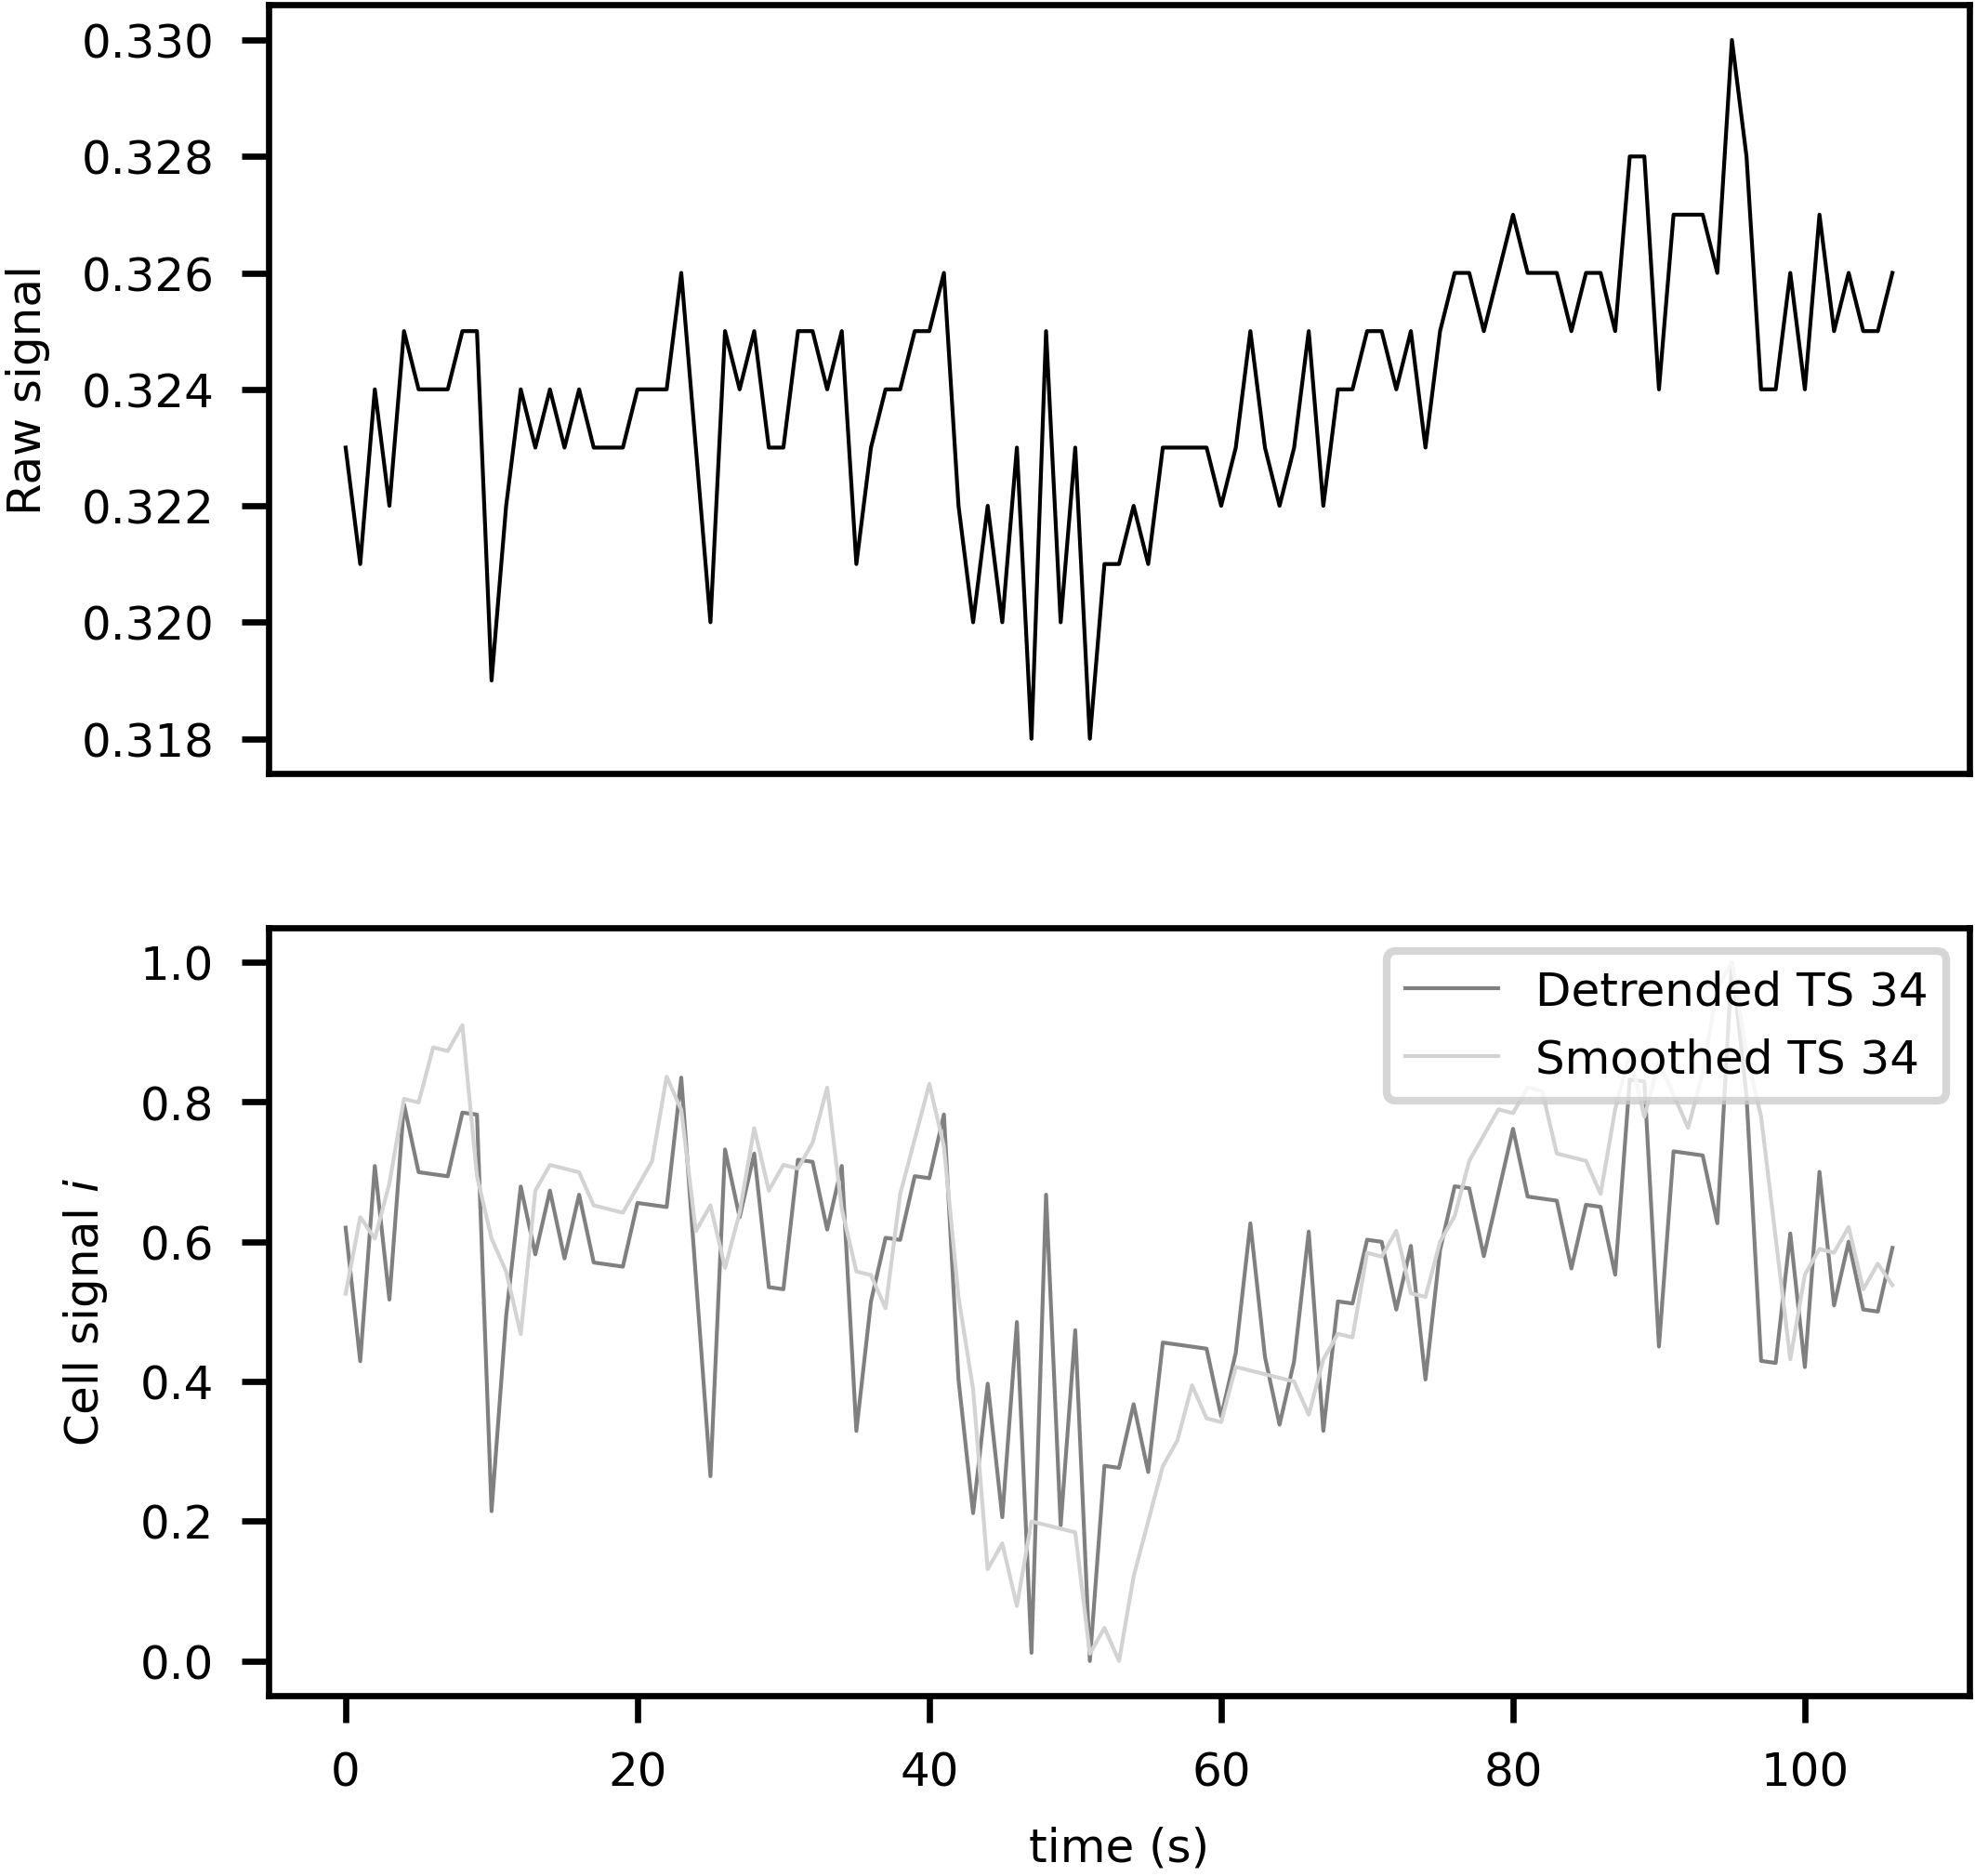 0.330
0.328
0.326
0.324
0.322
0.320
0.318
Raw signal
1.0
0.8
0.6
0.4
0.2
0.0
Cell signal i
Detrended TS 34
Smoothed TS 34
0 20 40 60 80 100
time (s)